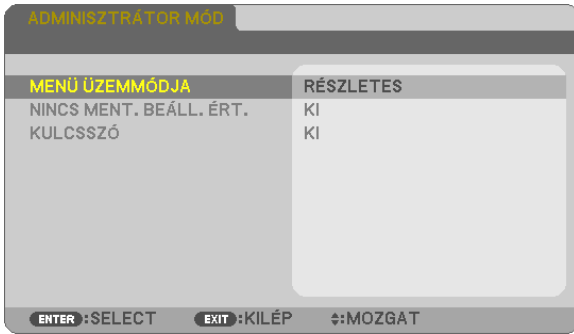 ADMINISZTRÁTOR MÓD
MENÜ ÜZEMMÓDJA RÉSZLETES
NINCS MENT. BEÁLL. ÉRT. KI
KULCSSZÓ KI
ENTER :SELECT EXIT :KILÉP :MOZGAT